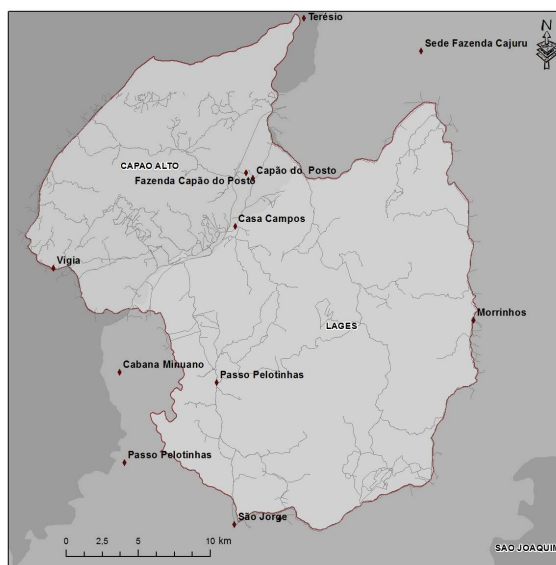 Terésio
N
Sede Fazenda Cajuru
CAPAO ALTO
Capão do Posto
Fazenda Capão do Posto
Casa Campos
Vigia
Morrinhos
LAGES
Cabana Minuano
Passo Pelotinhas
Passo Pelotinhas
São Jorge
0 2,5 5 10 km
SAO JOAQUIM